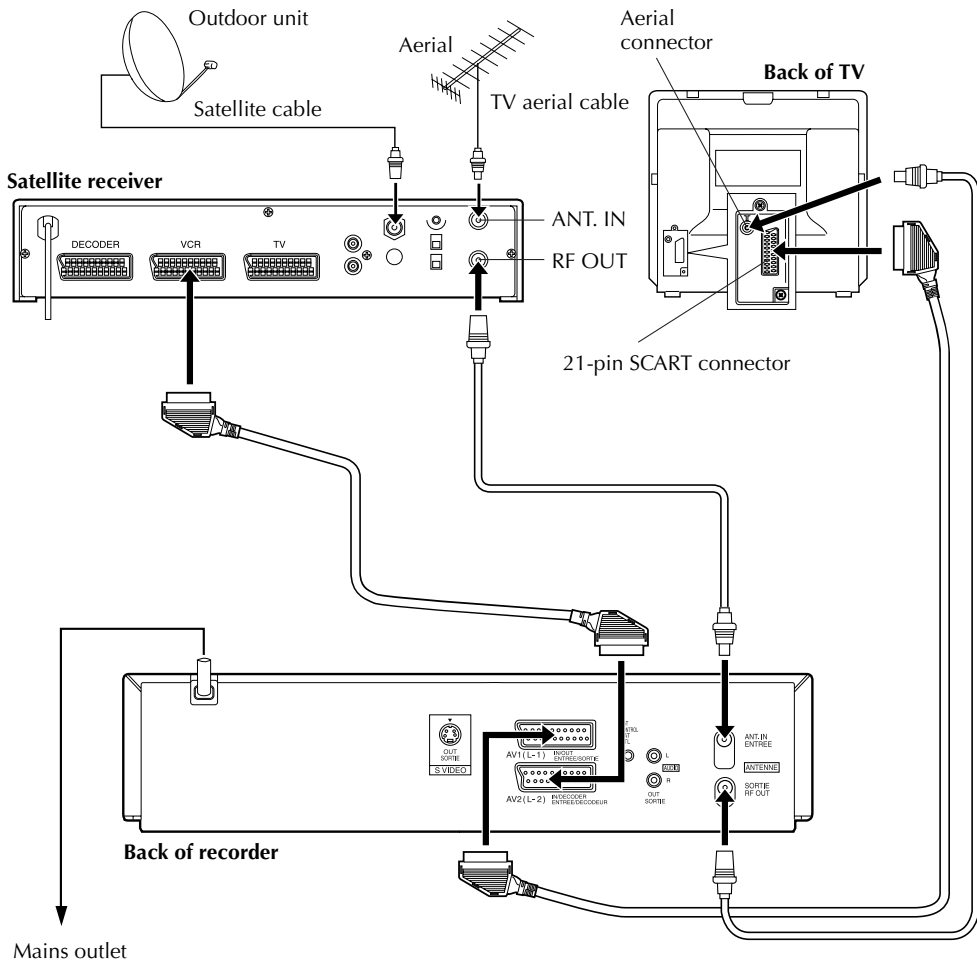 Outdoor unit
Aerial
Aerial
connector
Back of TV
Satellite cable
TV aerial cable
Satellite receiver
ANT. IN
DECODER
VCR
TV
RF OUT
21-pin SCART connector
OUT
SORTIE
S VIDEO
AV1 ( L-1 )
IN/OUT
ENTREE/SORTIE
AV2 ( L-2 )
IN/DECODER
ENTREE/DECODEUR
L
AUDIO
R
OUT
SORTIE
ANT. IN
ENTREE
ANTENNE
SORTIE
RF OUT
Back of recorder
Mains outlet